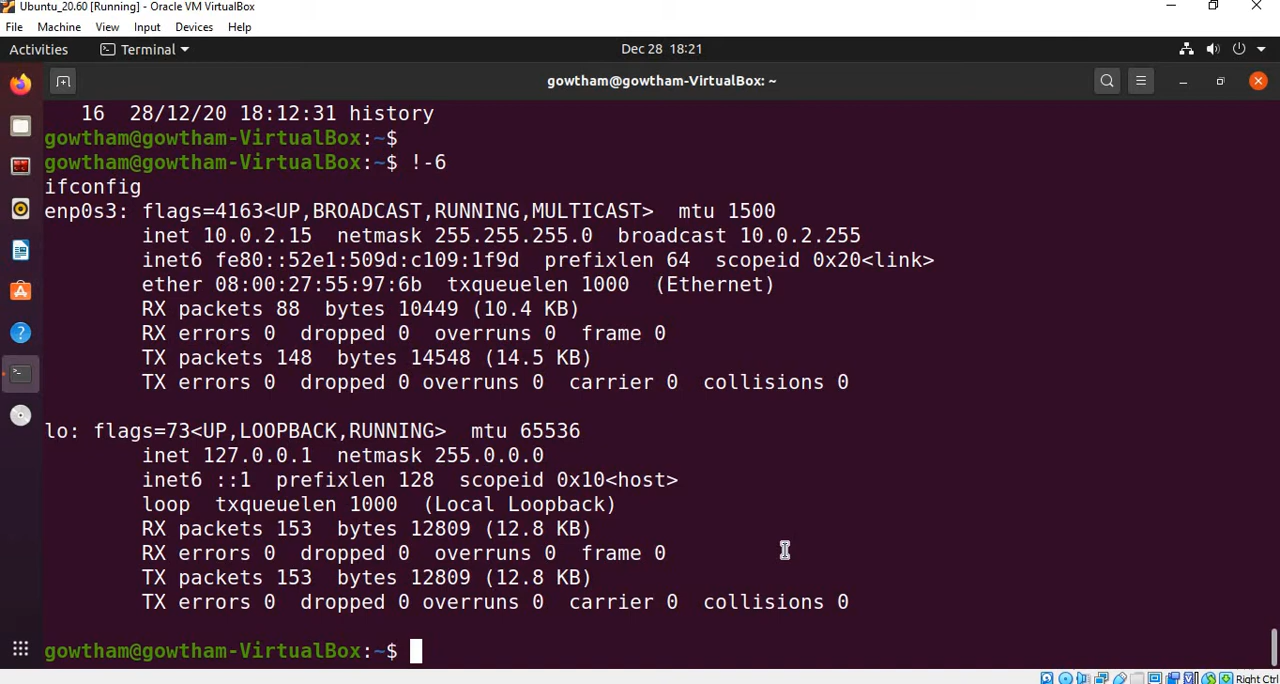 Ubuntu_20.60 [Running] - Oracle VM VirtualBox
File Machine View Input Devices Help
Activities Terminal Dec 28 18:21
gowtham@gowtham-VirtualBox: ~
16 28/12/20 18:12:31 history
gowtham@gowtham-VirtualBox:~$
gowtham@gowtham-VirtualBox:~$ !-6
ifconfig
enp0s3: flags=4163<UP,BROADCAST,RUNNING,MULTICAST> mtu 1500
inet 10.0.2.15 netmask 255.255.255.0 broadcast 10.0.2.255
inet6 fe80::52e1:509d:c109:1f9d prefixlen 64 scopeid 0x20<link>
ether 08:00:27:55:97:6b txqueuelen 1000 (Ethernet)
RX packets 88 bytes 10449 (10.4 KB)
RX errors 0 dropped 0 overruns 0 frame 0
TX packets 148 bytes 14548 (14.5 KB)
TX errors 0 dropped 0 overruns 0 carrier 0 collisions 0
lo: flags=73<UP,LOOPBACK,RUNNING> mtu 65536
inet 127.0.0.1 netmask 255.0.0.0
inet6 ::1 prefixlen 128 scopeid 0x10<host>
loop txqueuelen 1000 (Local Loopback)
RX packets 153 bytes 12809 (12.8 KB)
RX errors 0 dropped 0 overruns 0 frame 0
TX packets 153 bytes 12809 (12.8 KB)
TX errors 0 dropped 0 overruns 0 carrier 0 collisions 0
gowtham@gowtham-VirtualBox:~$
Right Ctrl